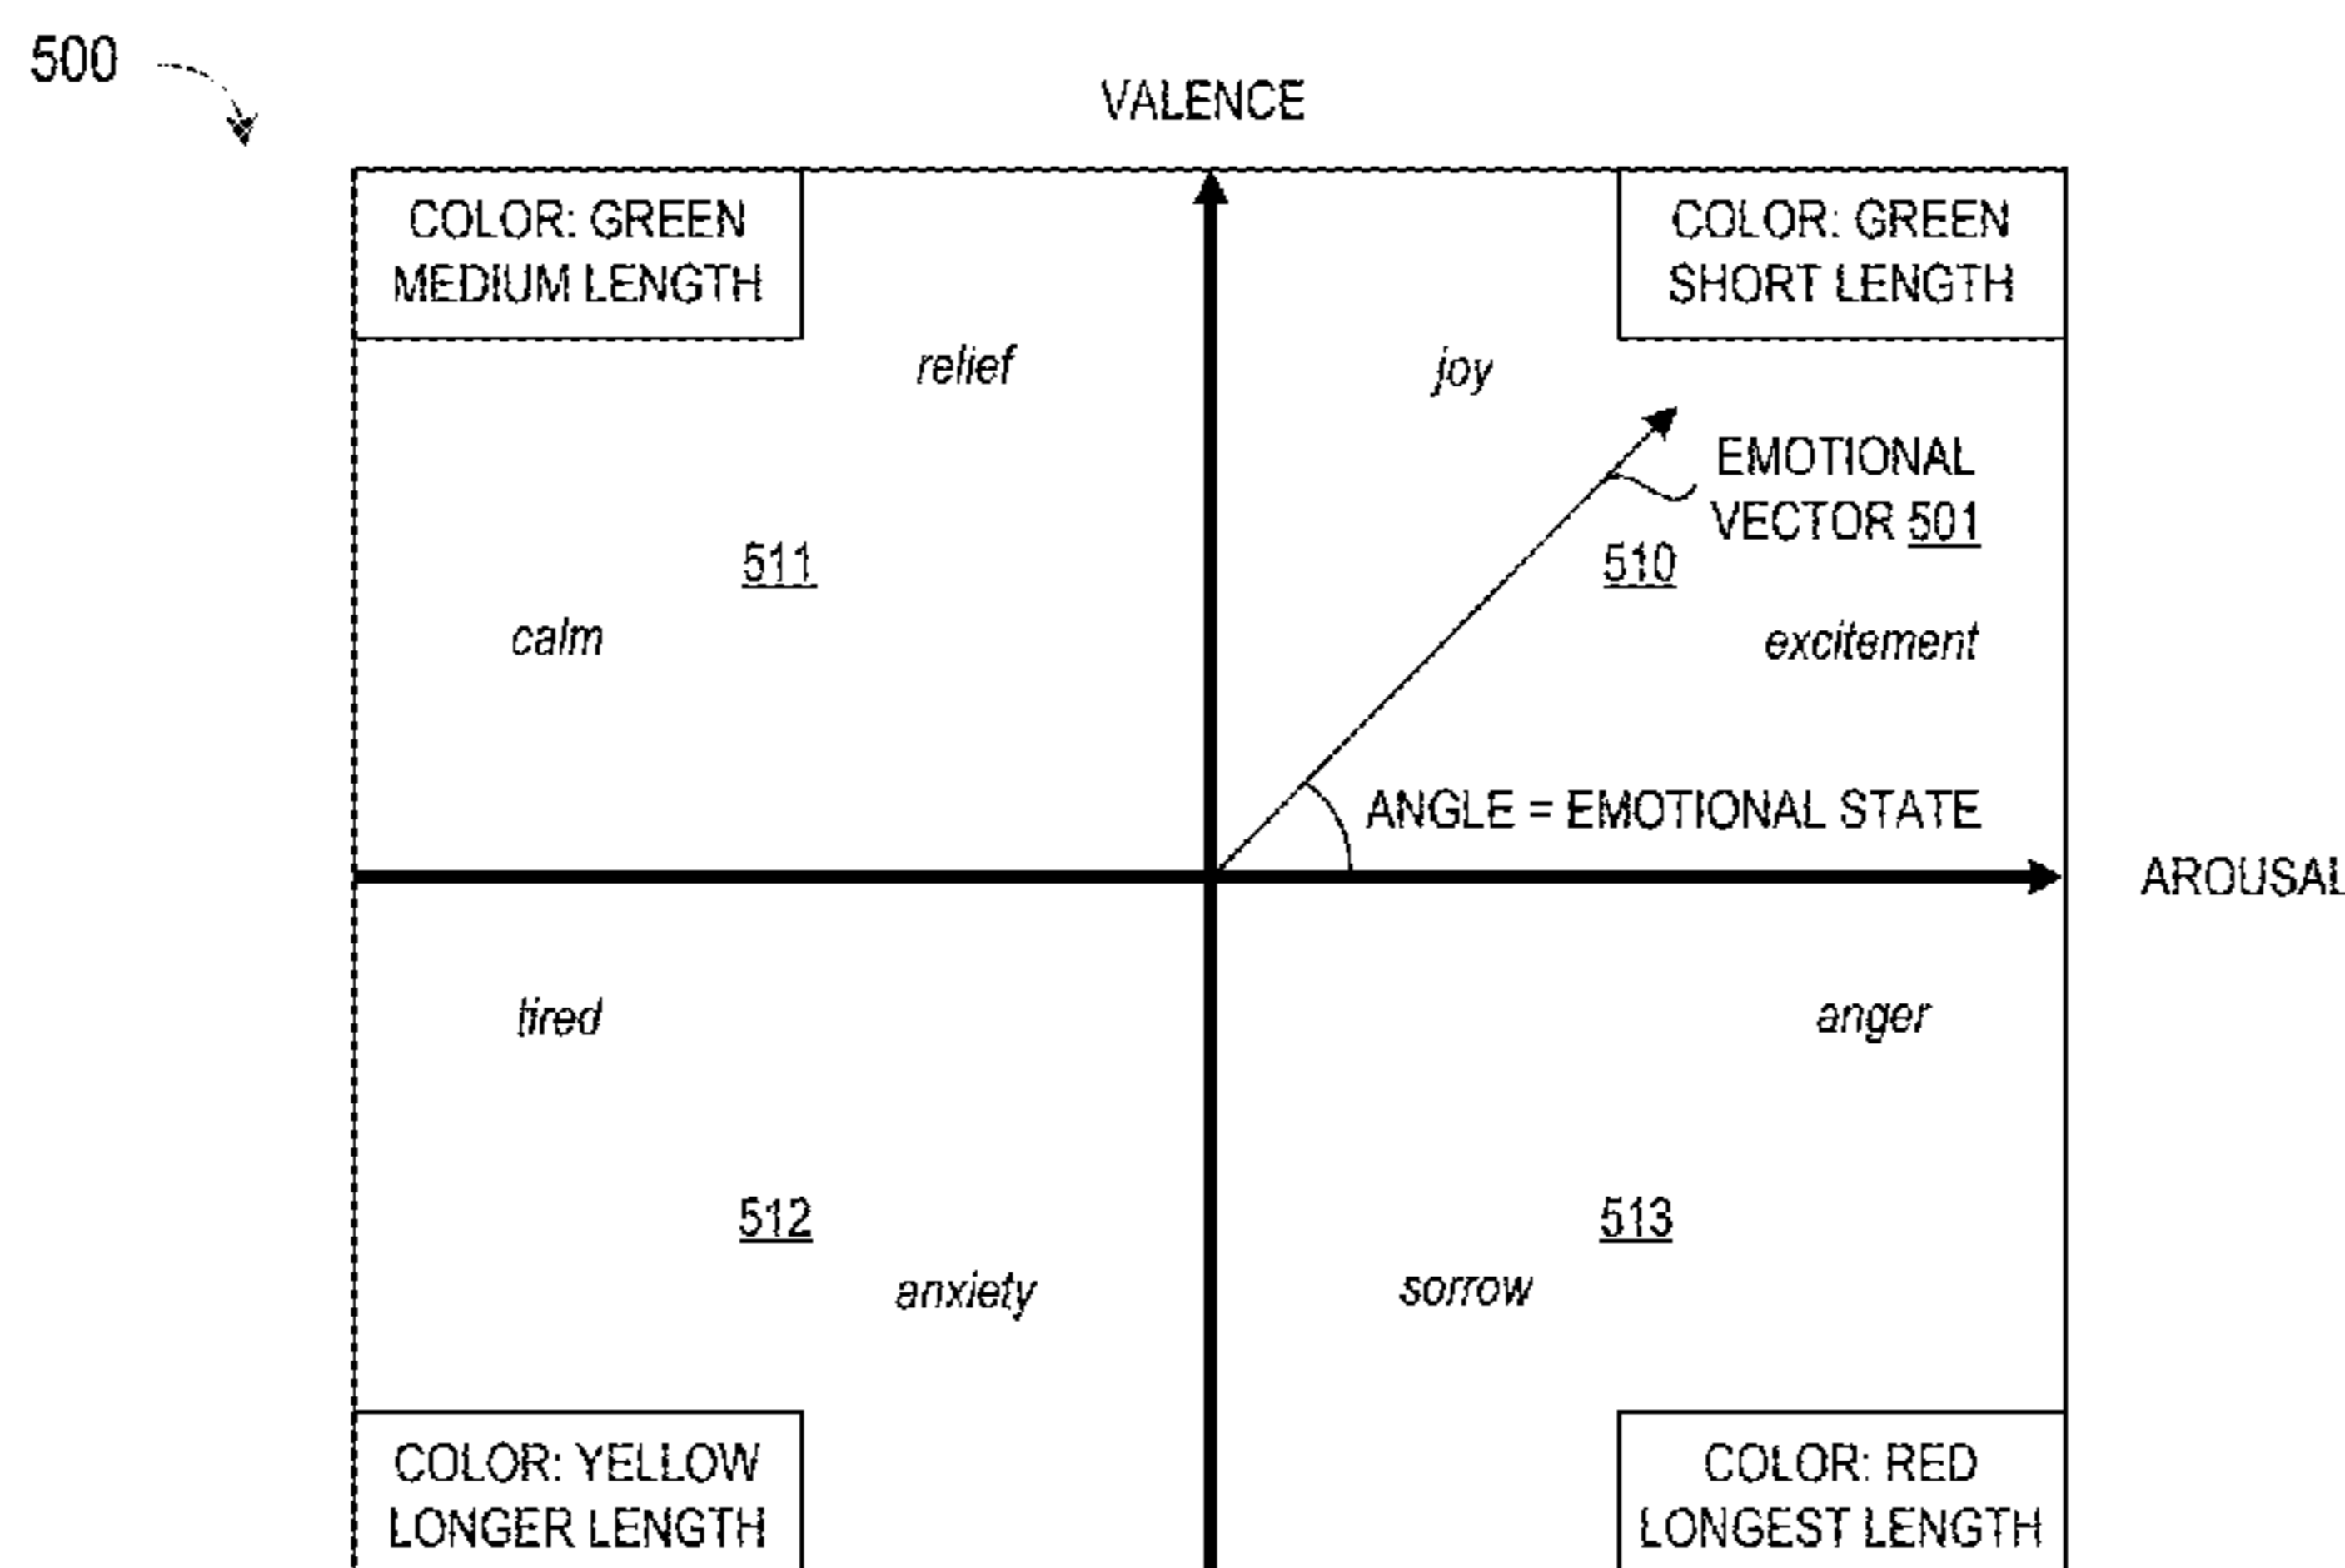 500
VALENCE
COLOR: GREEN
MEDIUM LENGTH
COLOR: GREEN
SHORT LENGTH
relief
joy
EMOTIONAL
VECTOR 501
511
510
calm
excitement
ANGLE = EMOTIONAL STATE
AROUSAL
tired
anger
512
513
anxiety
sorrow
COLOR: YELLOW
LONGER LENGTH
COLOR: RED
LONGEST LENGTH